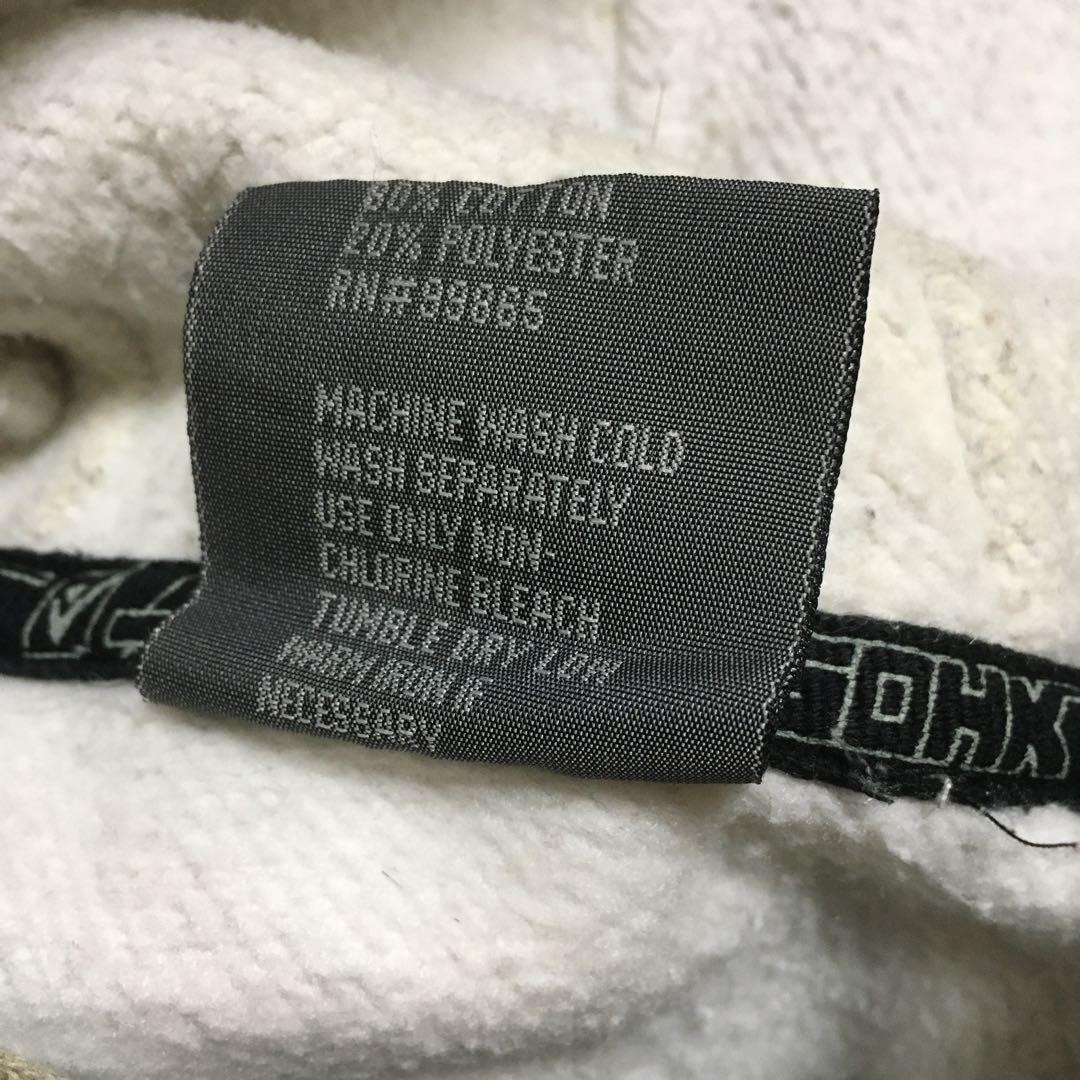 80% COTTON
20% POLYESTER
RN#99865
MACHINE WASH COLD
WASH SEPARATELY
USE ONLY NON-
CHLORINE BLEACH
TUMBLE DRY LOW
WARM IRON IF
NECESSARY